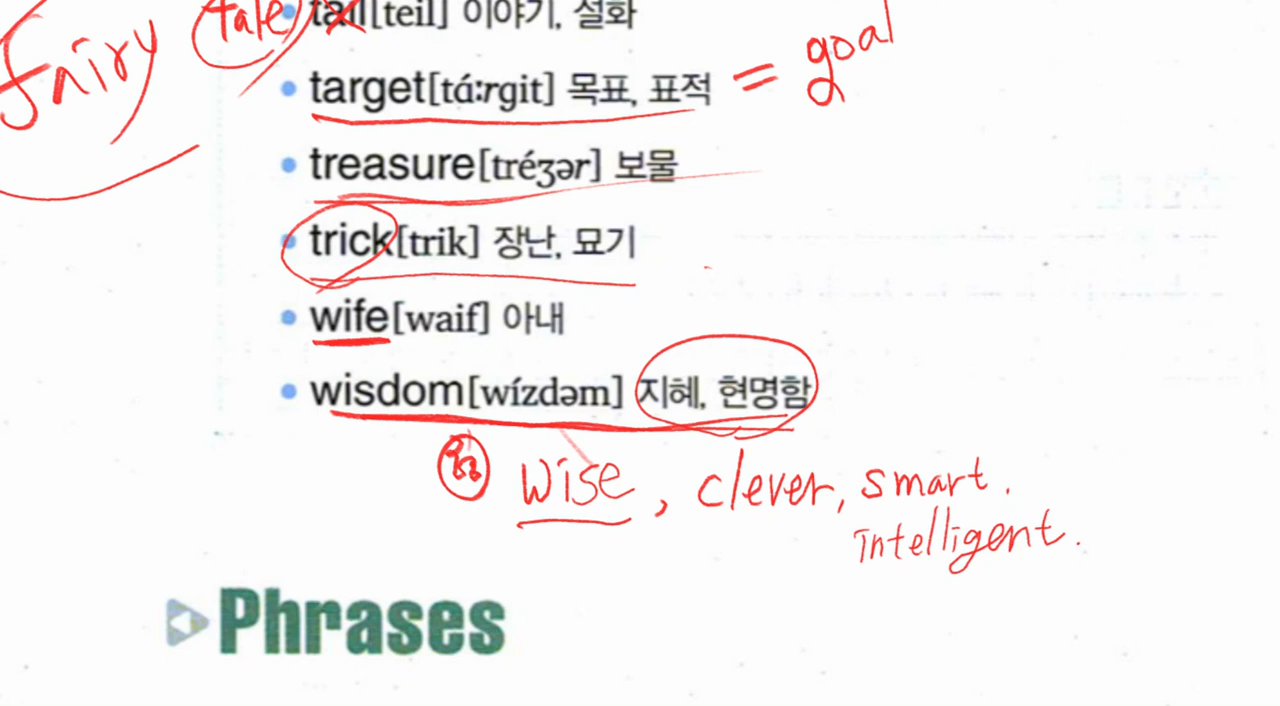 fairy tale tail[teil] 이야기, 설화
target[tάːrgit] 목표, 표적 = goal
treasure[tréʒər] 보물
trick[trik] 장난, 묘기
wife[waif] 아내
wisdom[wízdəm] 지혜, 현명함
wise, clever, smart.
intelligent.
Phrases